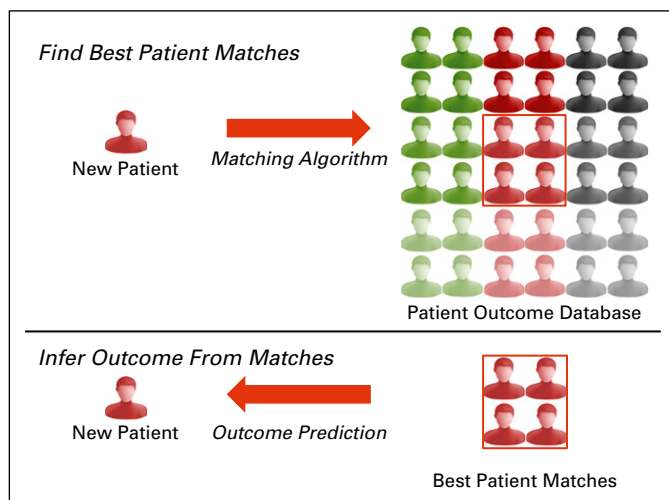 Find Best Patient Matches
New Patient
Matching Algorithm
Patient Outcome Database
Infer Outcome From Matches
New Patient
Outcome Prediction
Best Patient Matches